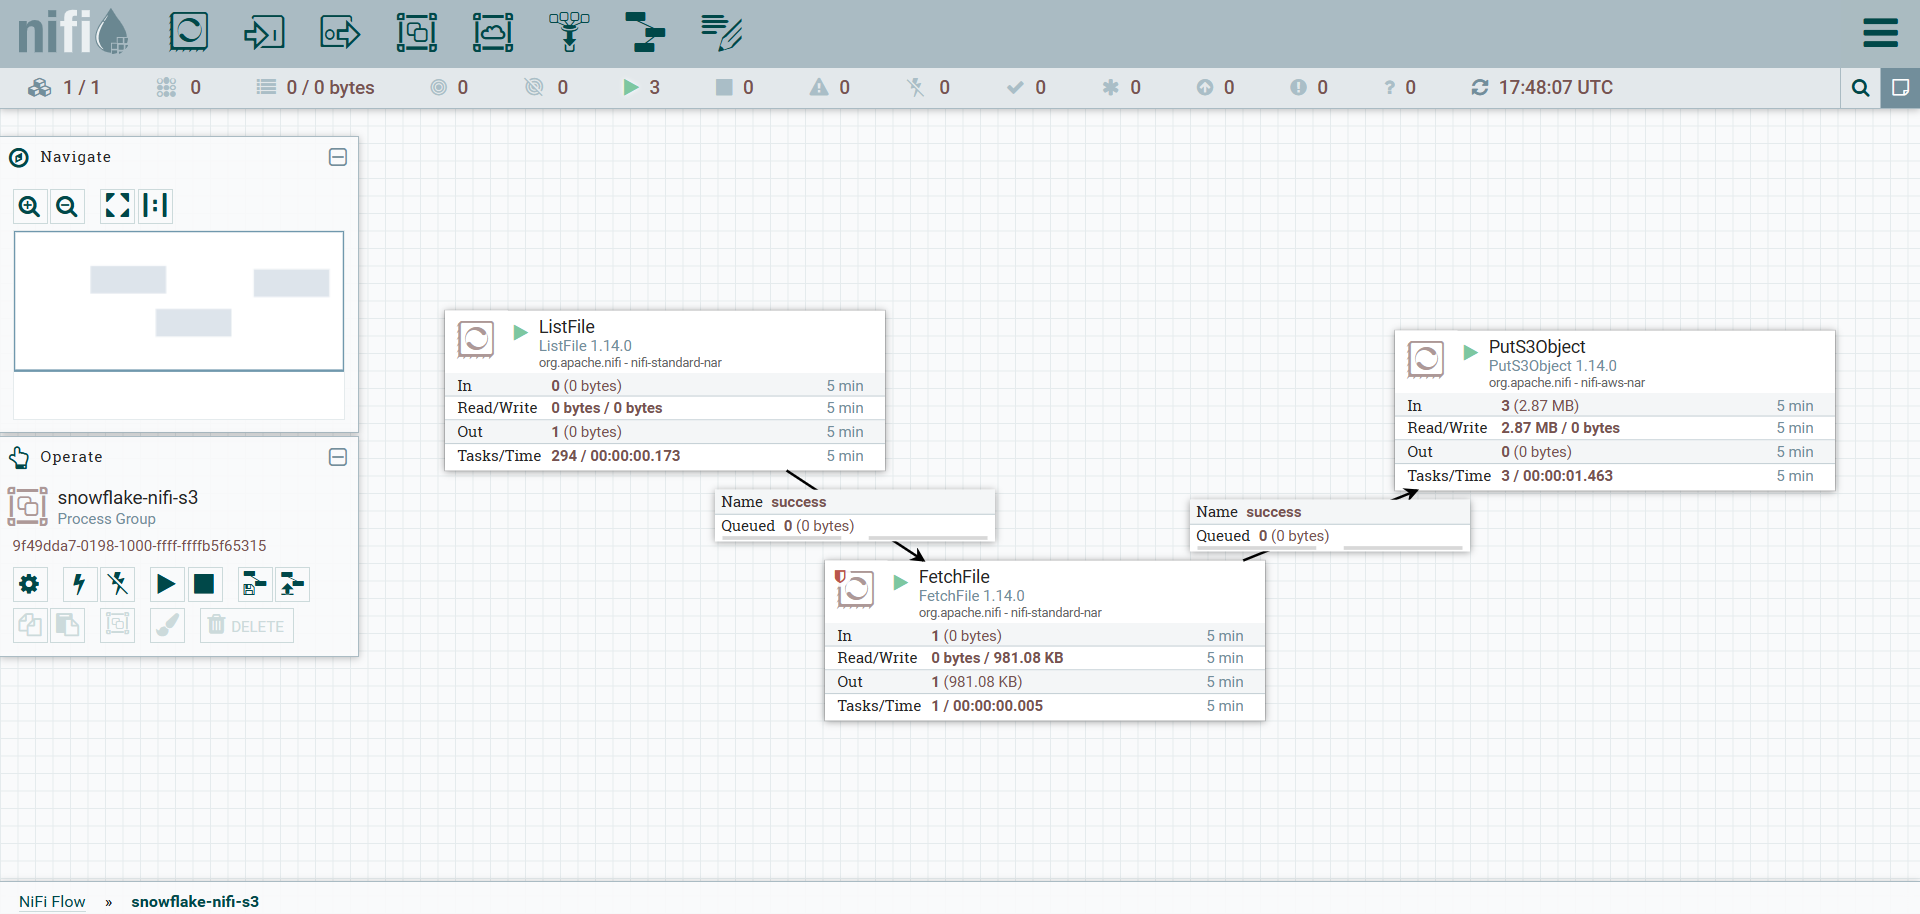 nifi
1 / 1 0 0 / 0 bytes 0 0 3 0 0 0 0 0 0 0 ? 0 17:48:07 UTC
Navigate
Operate
snowflake-nifi-s3
Process Group
9f49dda7-0198-1000-ffff-ffffb5f65315
DELETE
ListFile
ListFile 1.14.0
org.apache.nifi - nifi-standard-nar
In 0 (0 bytes) 5 min
Read/Write 0 bytes / 0 bytes 5 min
Out 1 (0 bytes) 5 min
Tasks/Time 294 / 00:00:00.173 5 min
Name success
Queued 0 (0 bytes)
FetchFile
FetchFile 1.14.0
org.apache.nifi - nifi-standard-nar
In 1 (0 bytes) 5 min
Read/Write 0 bytes / 981.08 KB 5 min
Out 1 (981.08 KB) 5 min
Tasks/Time 1 / 00:00:00.005 5 min
Name success
Queued 0 (0 bytes)
PutS3Object
PutS3Object 1.14.0
org.apache.nifi - nifi-aws-nar
In 3 (2.87 MB) 5 min
Read/Write 2.87 MB / 0 bytes 5 min
Out 0 (0 bytes) 5 min
Tasks/Time 3 / 00:00:01.463 5 min
NiFi Flow » snowflake-nifi-s3